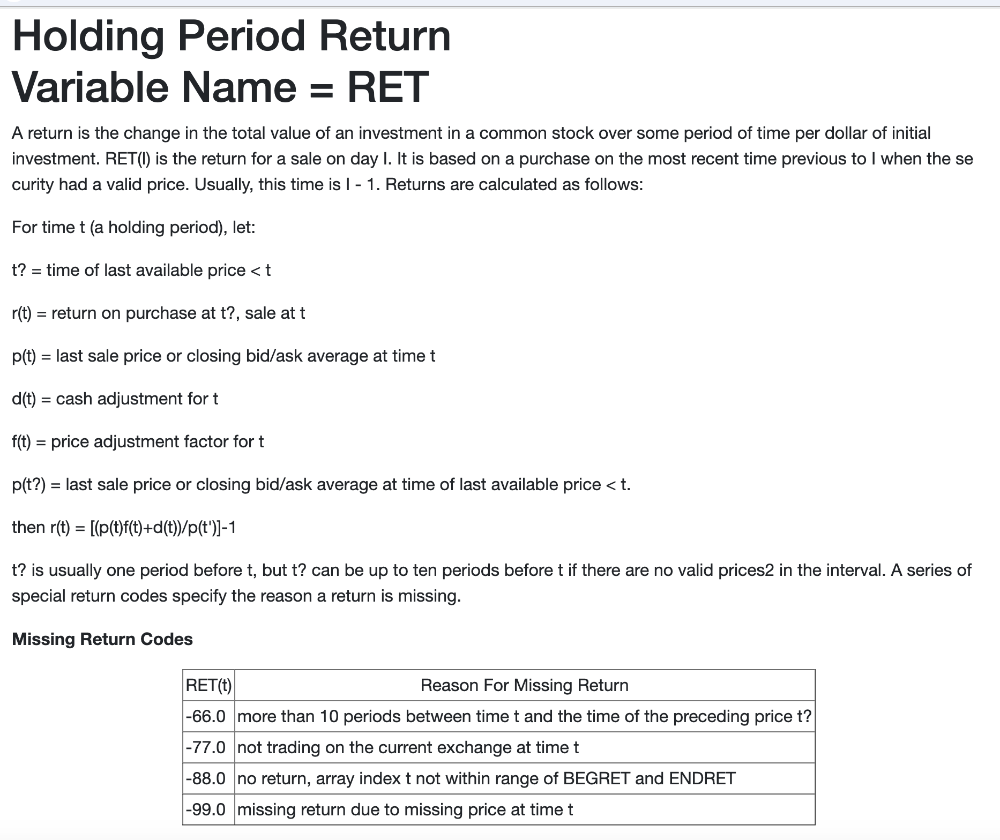 Holding Period Return
Variable Name = RET
A return is the change in the total value of an investment in a common stock over some period of time per dollar of initial
investment. RET(I) is the return for a sale on day I. It is based on a purchase on the most recent time previous to I when the se
curity had a valid price. Usually, this time is I - 1. Returns are calculated as follows:
For time t (a holding period), let:
t? = time of last available price < t
r(t) = return on purchase at t?, sale at t
p(t) = last sale price or closing bid/ask average at time t
d(t) = cash adjustment for t
f(t) = price adjustment factor for t
p(t?) = last sale price or closing bid/ask average at time of last available price < t.
then r(t) = [(p(t)f(t)+d(t))/p(t')]-1
t? is usually one period before t, but t? can be up to ten periods before t if there are no valid prices2 in the interval. A series of
special return codes specify the reason a return is missing.
Missing Return Codes
RET(t) Reason For Missing Return
-66.0 more than 10 periods between time t and the time of the preceding price t?
-77.0 not trading on the current exchange at time t
-88.0 no return, array index t not within range of BEGRET and ENDRET
-99.0 missing return due to missing price at time t